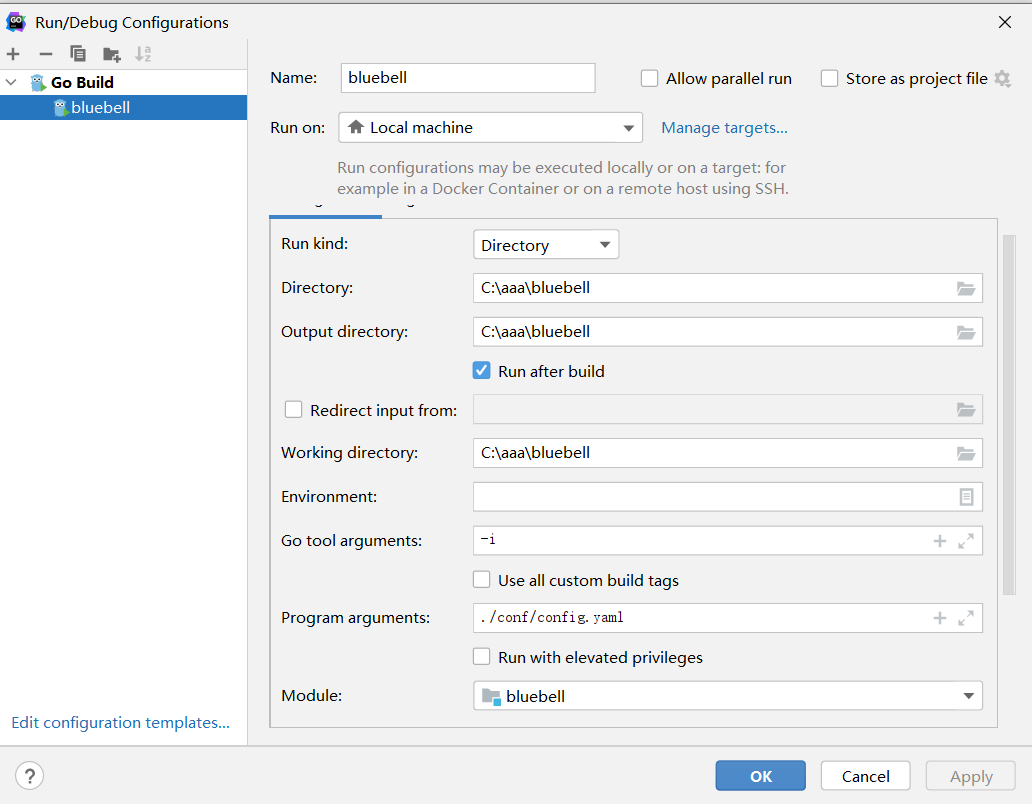 Run/Debug Configurations
Go Build
bluebell
Name: bluebell Allow parallel run Store as project file
Run on: Local machine Manage targets...
Run configurations may be executed locally or on a target: for
example in a Docker Container or on a remote host using SSH.
Run kind: Directory
Directory: C:\aaa\bluebell
Output directory: C:\aaa\bluebell
Run after build
Redirect input from:
Working directory: C:\aaa\bluebell
Environment:
Go tool arguments: -i
Use all custom build tags
Program arguments: ./conf/config.yaml
Run with elevated privileges
Module: bluebell
Edit configuration templates...
? OK Cancel Apply